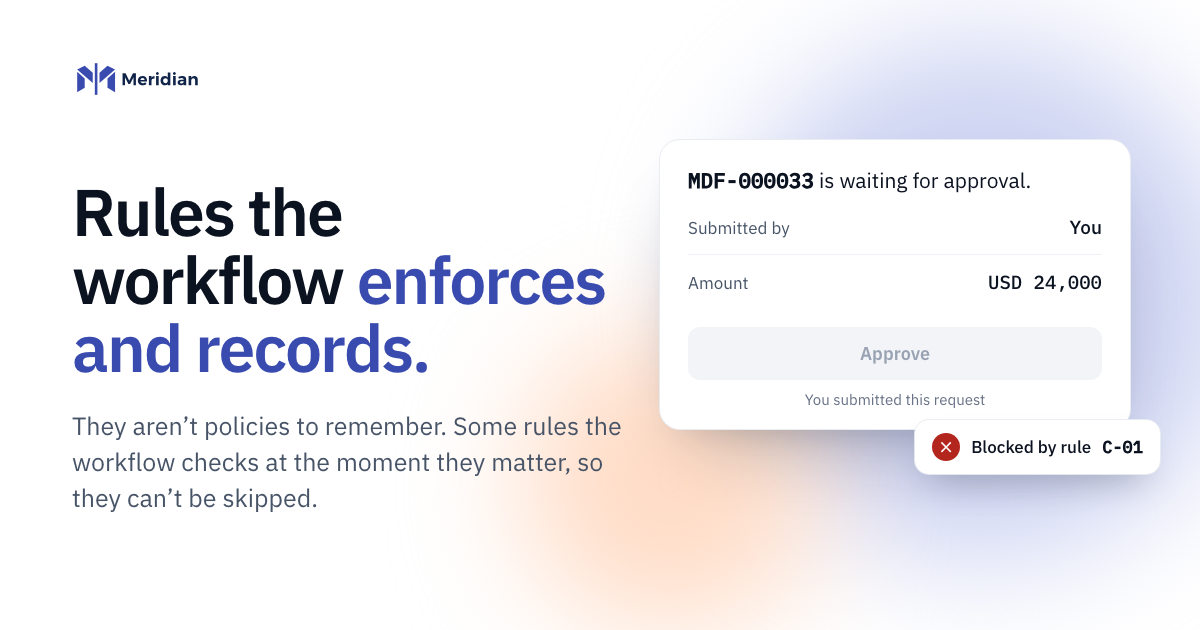 Meridian
Rules the
workflow enforces
and records.
They aren’t policies to remember. Some rules the
workflow checks at the moment they matter, so
they can’t be skipped.
MDF-000033 is waiting for approval.
Submitted by You
Amount USD 24,000
Approve
You submitted this request
Blocked by rule C-01